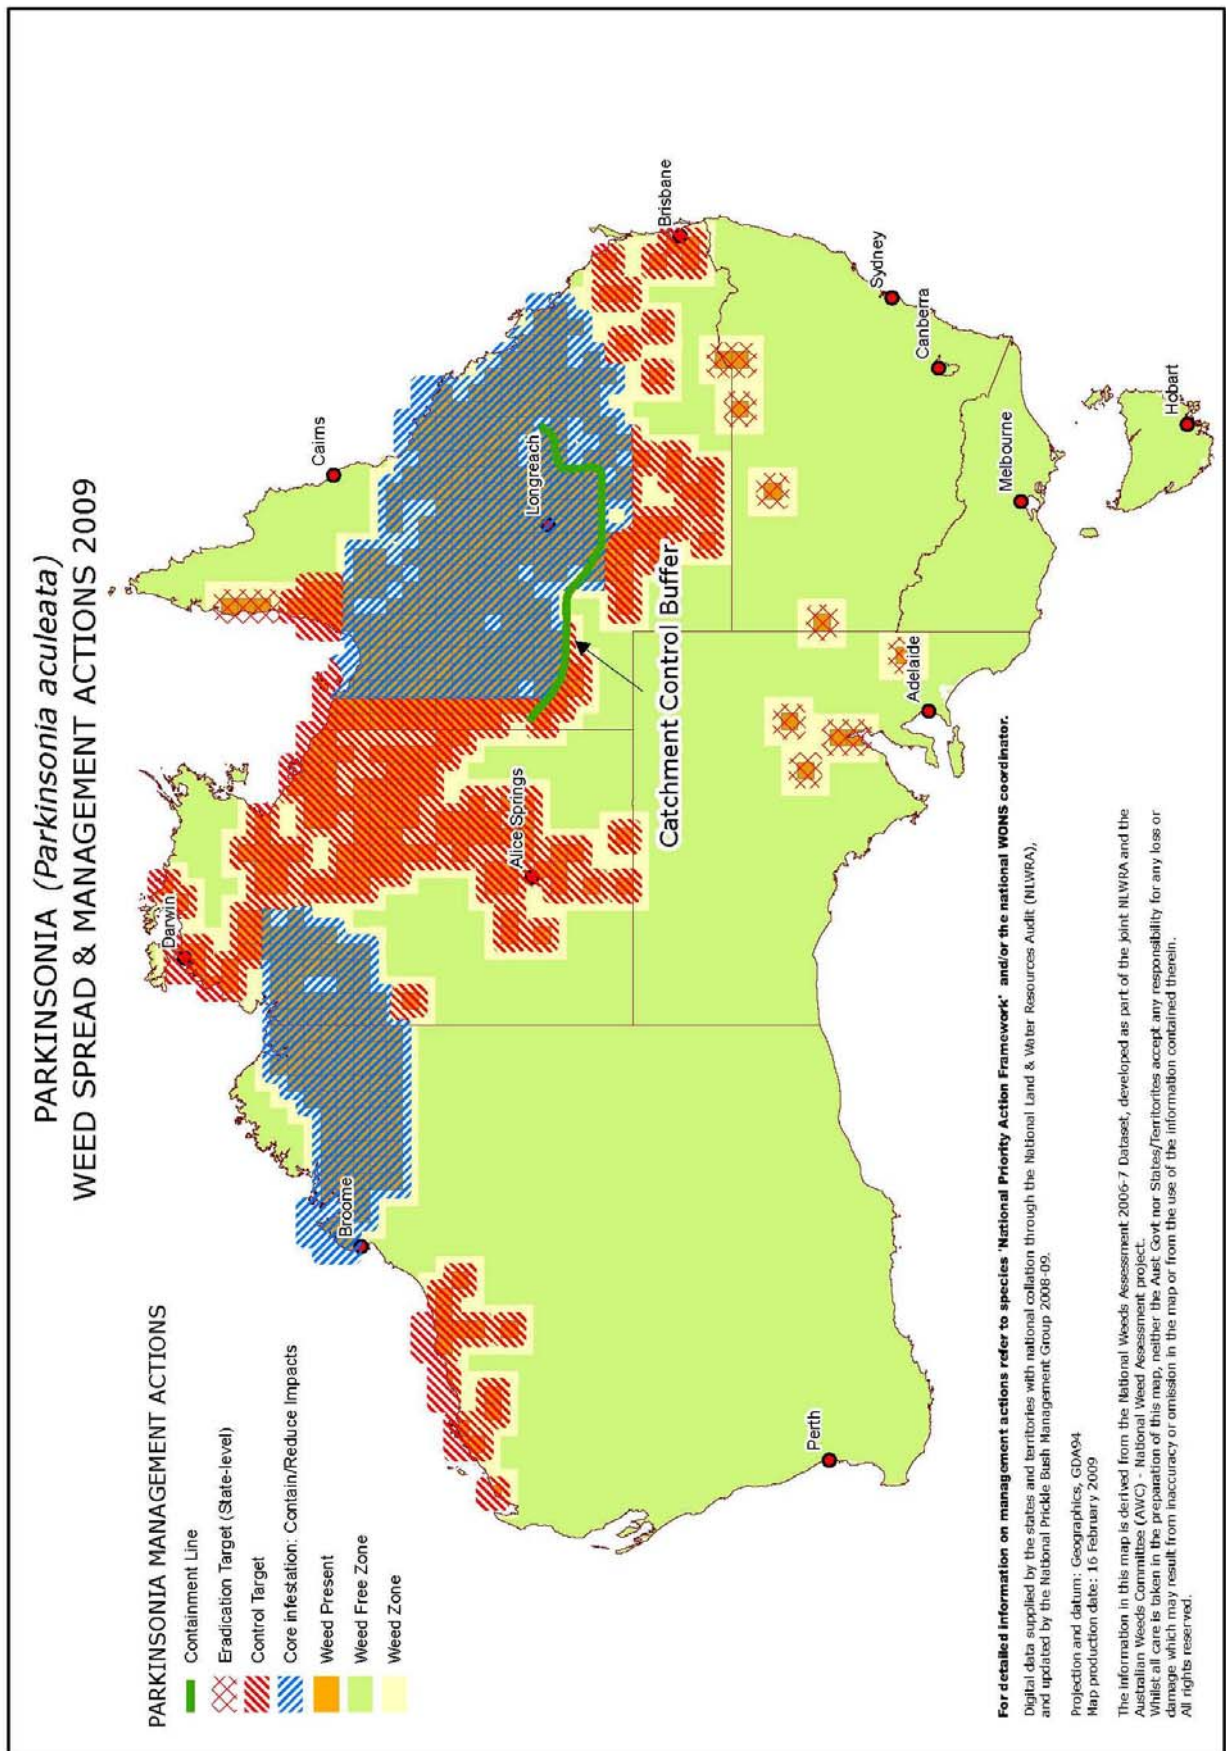 PARKINSONIA (Parkinsonia aculeata)
WEED SPREAD & MANAGEMENT ACTIONS 2009
PARKINSONIA MANAGEMENT ACTIONS
Containment Line
Eradication Target (State-level)
Control Target
Core infestation: Contain/Reduce Impacts
Weed Present
Weed Free Zone
Weed Zone
Darwin
Cairns
Broome
Longreach
Alice Springs
Catchment Control Buffer
Brisbane
Perth
Adelaide
Sydney
Canberra
Melbourne
Hobart
For detailed information on management actions refer to species 'National Priority Action Framework' and/or the national WONS coordinator.
Digital data supplied by the states and territories with national collation through the National Land & Water Resources Audit (NLWRA),
and updated by the National Prickle Bush Management Group 2008-09.
Projection and datum: Geographics, GDA94
Map production date: 16 February 2009
The information in this map is derived from the National Weeds Assessment 2006-7 Dataset, developed as part of the joint NLWRA and the
Australian Weeds Committee (AWC) - National Weed Assessment project.
Whilst all care is taken in the preparation of this map, neither the Aust Govt nor States/Territorites accept any responsibility for any loss or
damage which may result from inaccuracy or omission in the map or from the use of the information contained therein.
All rights reserved.